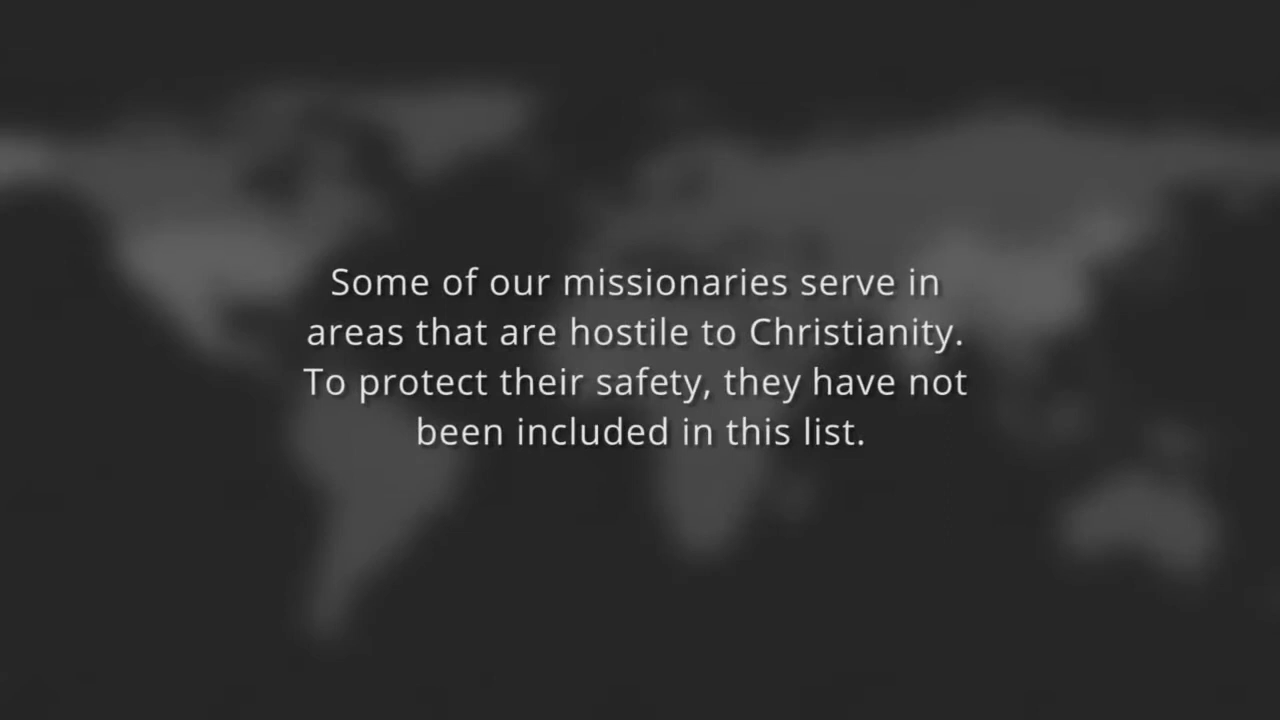 Some of our missionaries serve in
areas that are hostile to Christianity.
To protect their safety, they have not
been included in this list.